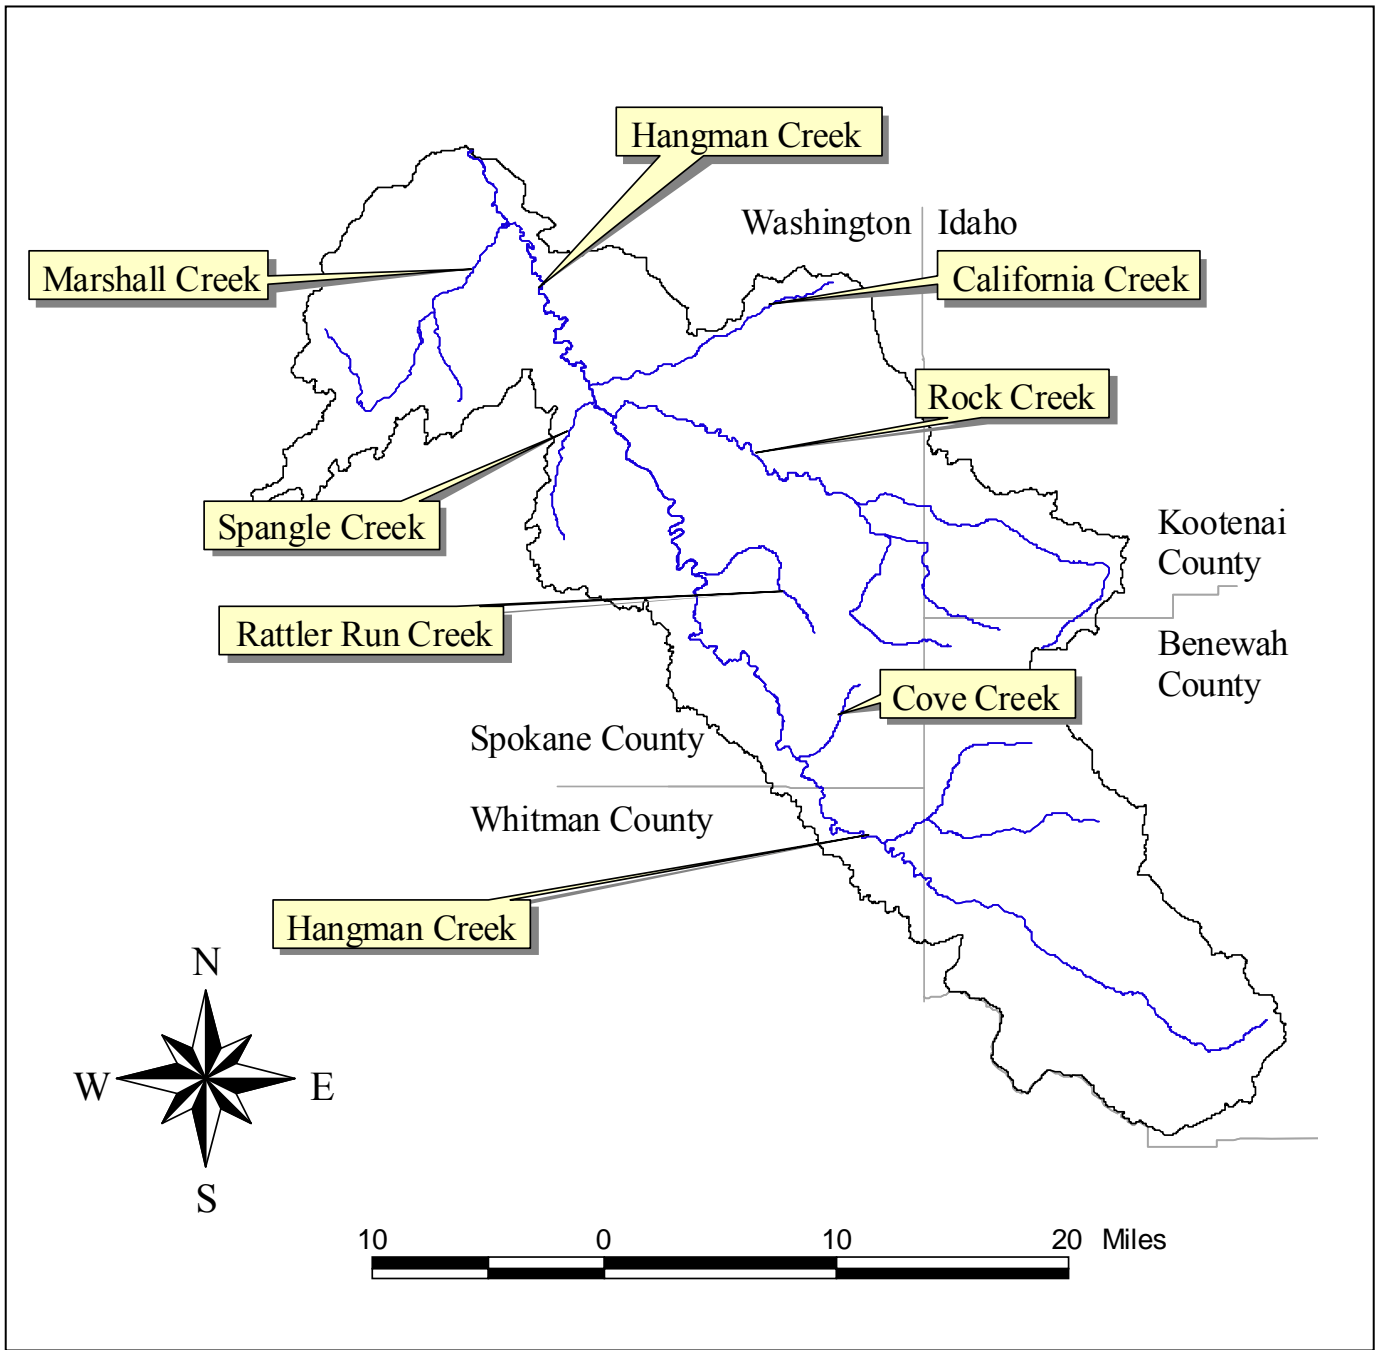 Hangman Creek
Washington
Idaho
Marshall Creek
California Creek
Rock Creek
Spangle Creek
Kootenai
County
Rattler Run Creek
Benewah
County
Cove Creek
Spokane County
Whitman County
Hangman Creek
N
W
E
S
10
0
10
20
Miles